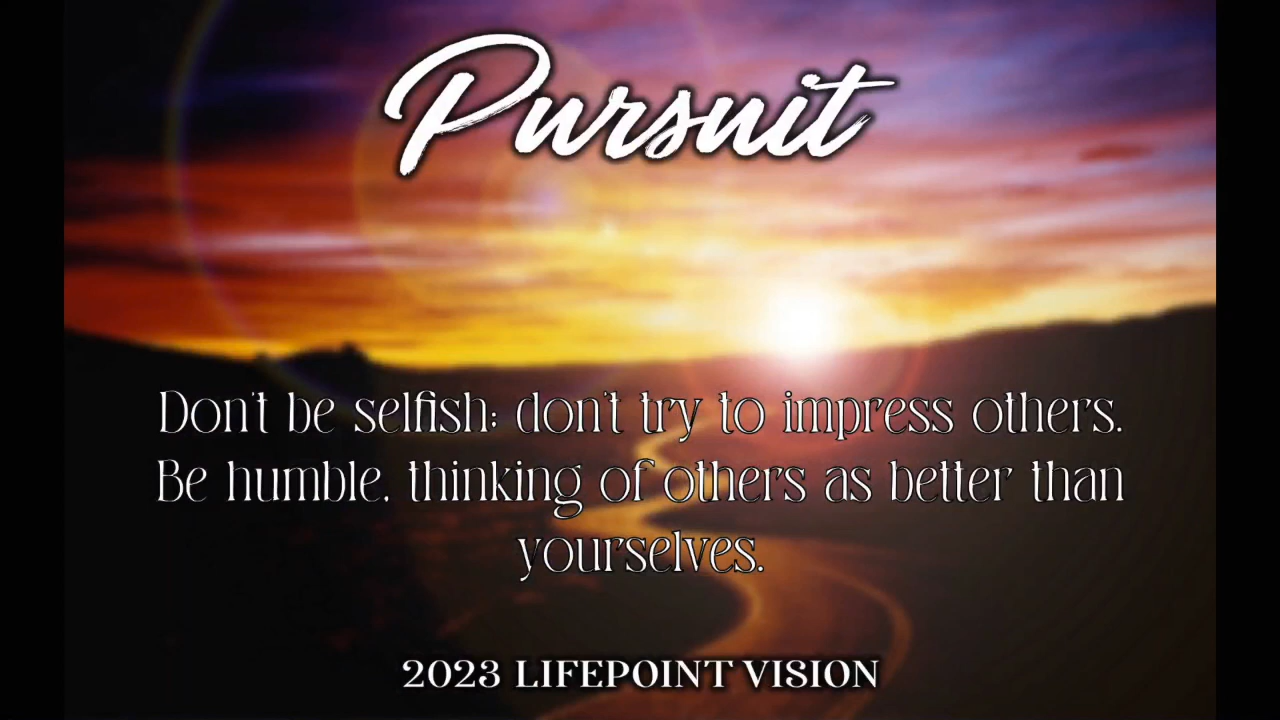 Pursuit
Don't be selfish; don't try to impress others.
Be humble, thinking of others as better than
yourselves.
2023 LIFEPOINT VISION